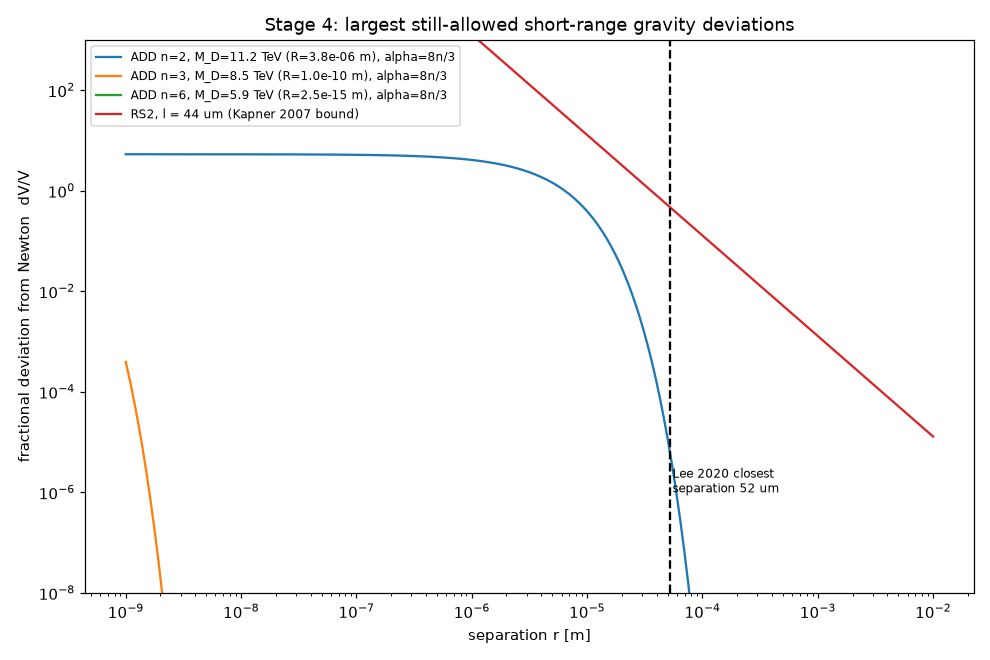 Stage 4: largest still-allowed short-range gravity deviations
ADD n=2, M_D=11.2 TeV (R=3.8e-06 m), alpha=8n/3
ADD n=3, M_D=8.5 TeV (R=1.0e-10 m), alpha=8n/3
ADD n=6, M_D=5.9 TeV (R=2.5e-15 m), alpha=8n/3
RS2, l = 44 um (Kapner 2007 bound)
fractional deviation from Newton  dV/V
10²
10⁰
10⁻²
10⁻⁴
10⁻⁶
10⁻⁸
Lee 2020 closest
separation 52 um
10⁻⁹
10⁻⁸
10⁻⁷
10⁻⁶
10⁻⁵
10⁻⁴
10⁻³
10⁻²
separation r [m]